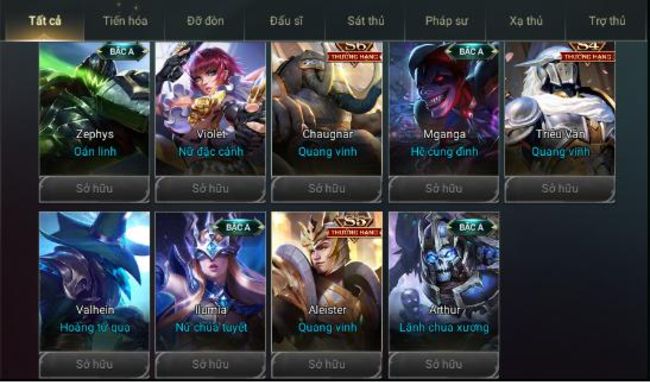 Tất cả Tiến hóa Đỡ đòn Đấu sĩ Sát thủ Pháp sư Xạ thủ Trợ thủ
BẬC A S6 BẬC A S4
THƯỞNG HẠNG THƯỞNG HẠNG
Zephys Violet Chaugnar Mganga Triệu Vân
Oán linh Nữ đặc cảnh Quang vinh Hề cung đình Quang vinh
Sở hữu Sở hữu Sở hữu Sở hữu Sở hữu
BẬC A S5 BẬC A
THƯỞNG HẠNG
Valhein Ilumia Aleister Arthur
Hoàng tử quạ Nữ chúa tuyết Quang vinh Lãnh chúa xương
Sở hữu Sở hữu Sở hữu Sở hữu